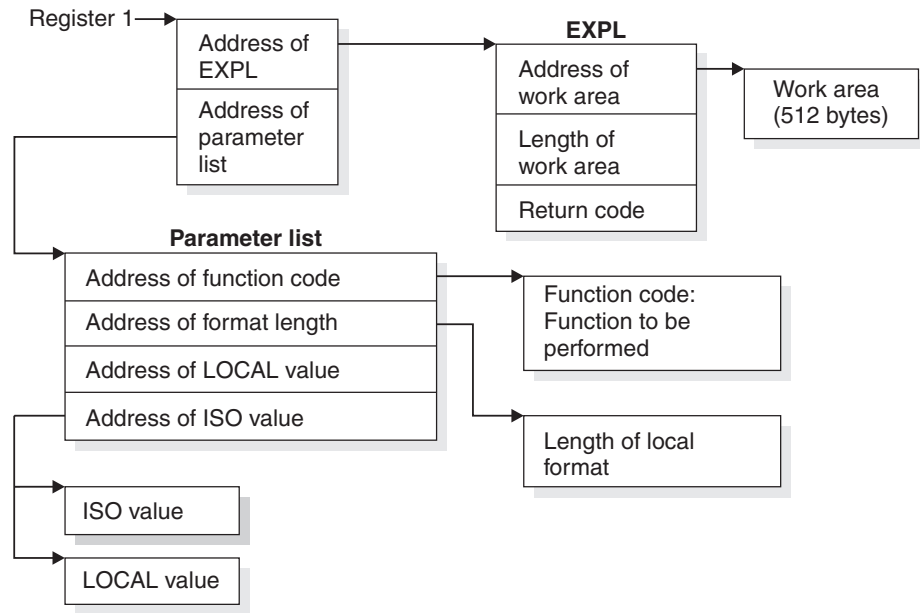 Register 1
Address of
EXPL
Address of
parameter
list
EXPL
Address of
work area
Length of
work area
Return code
Work area
(512 bytes)
Parameter list
Address of function code
Address of format length
Address of LOCAL value
Address of ISO value
Function code:
Function to be
performed
Length of local
format
ISO value
LOCAL value